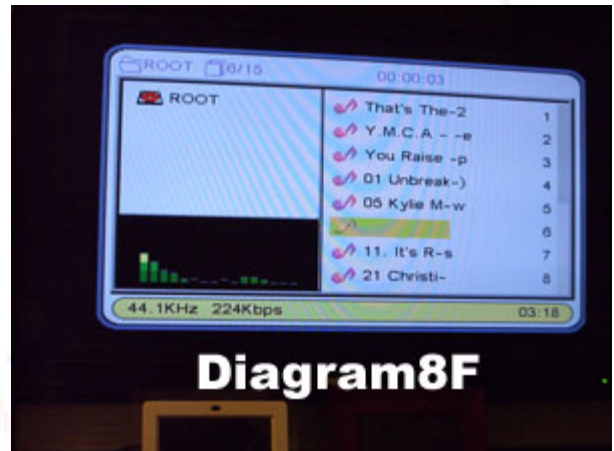 ROOT 6/15 00:00:03
ROOT
That's The-2 1
Y.M.C.A - -e 2
You Raise -p 3
01 Unbreak-) 4
05 Kylie M-w 5
6
11. It's R-s 7
21 Christi- 8
44.1KHz 224Kbps 03:18
Diagram8F